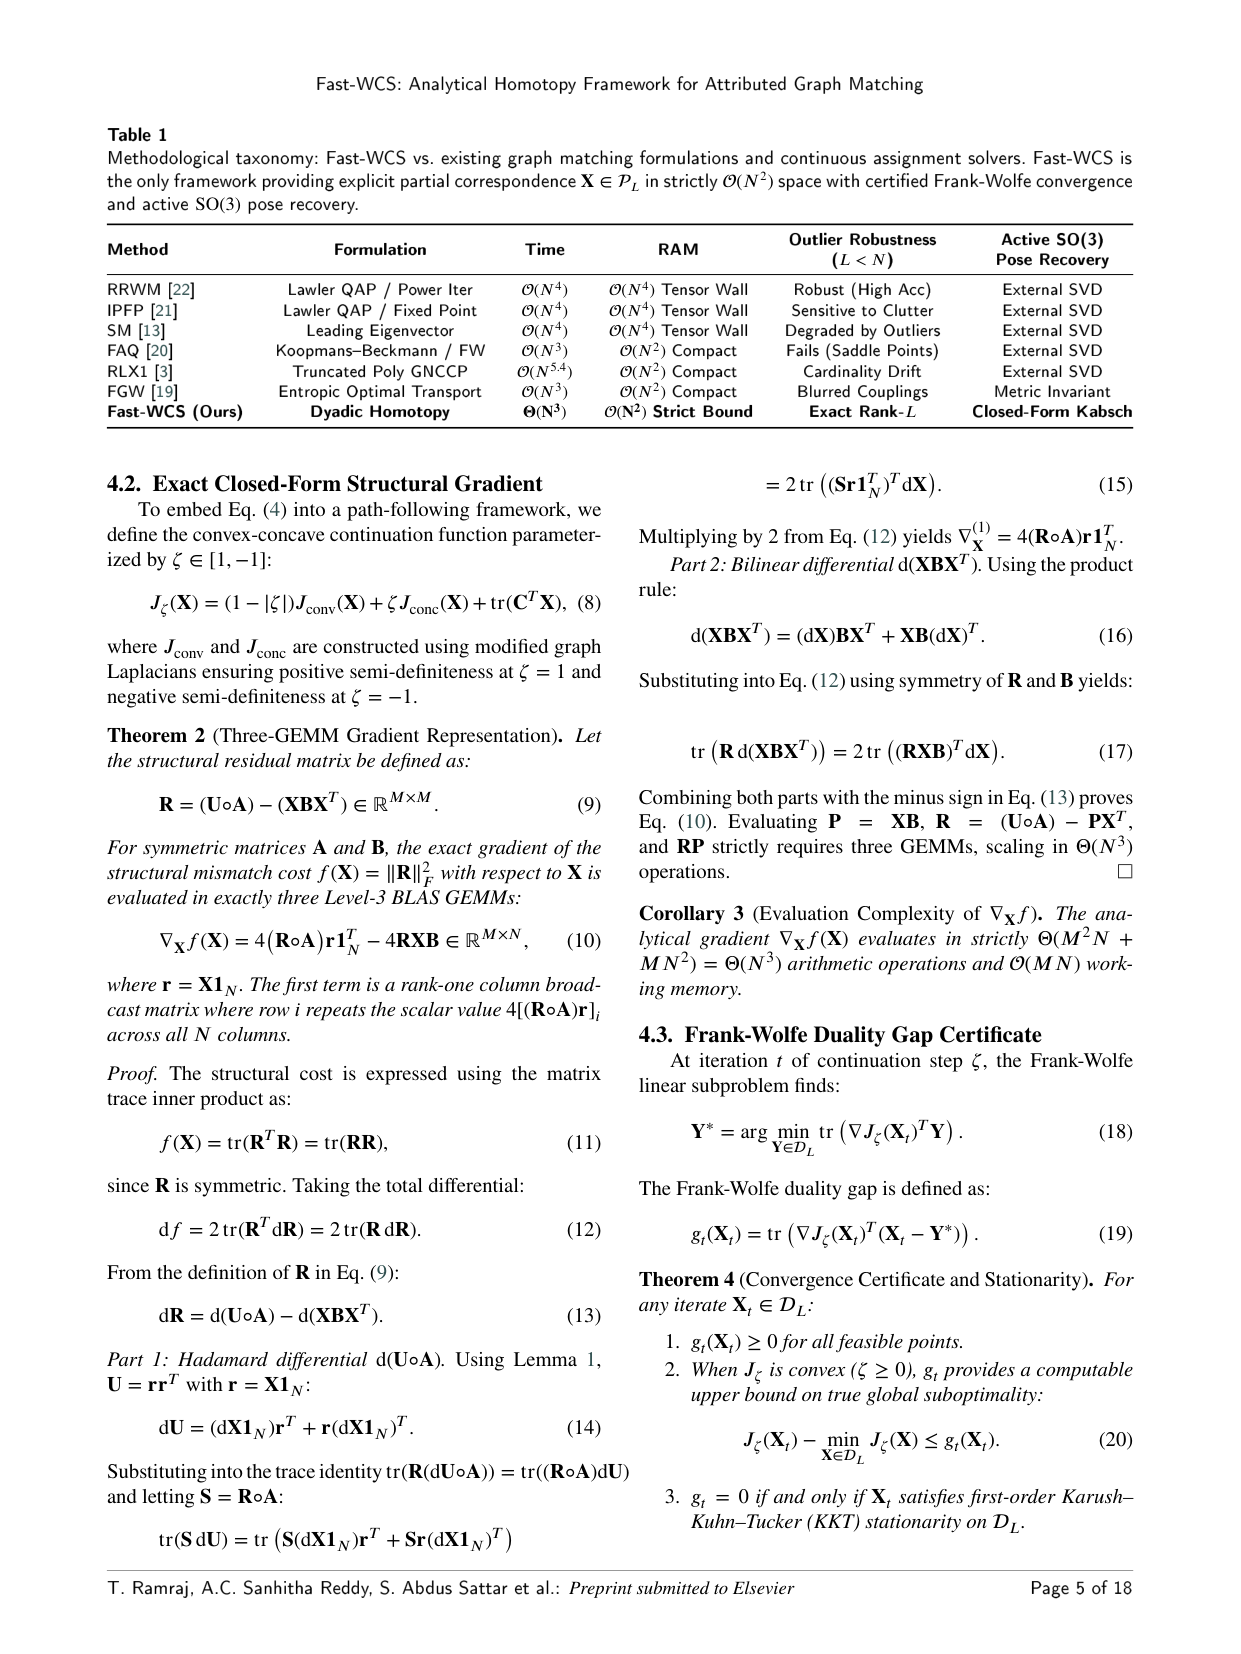 Fast-WCS: Analytical Homotopy Framework for Attributed Graph Matching
Table 1
Methodological taxonomy: Fast-WCS vs. existing graph matching formulations and continuous assignment solvers. Fast-WCS is
the only framework providing explicit partial correspondence X ∈ 𝒫_L in strictly 𝒪(N²) space with certified Frank-Wolfe convergence
and active SO(3) pose recovery.
Method Formulation Time RAM Outlier Robustness (L < N) Active SO(3) Pose Recovery
RRWM [22] Lawler QAP / Power Iter 𝒪(N⁴) 𝒪(N⁴) Tensor Wall Robust (High Acc) External SVD
IPFP [21] Lawler QAP / Fixed Point 𝒪(N⁴) 𝒪(N⁴) Tensor Wall Sensitive to Clutter External SVD
SM [13] Leading Eigenvector 𝒪(N⁴) 𝒪(N⁴) Tensor Wall Degraded by Outliers External SVD
FAQ [20] Koopmans–Beckmann / FW 𝒪(N³) 𝒪(N²) Compact Fails (Saddle Points) External SVD
RLX1 [3] Truncated Poly GNCCP 𝒪(N^5.4) 𝒪(N²) Compact Cardinality Drift External SVD
FGW [19] Entropic Optimal Transport 𝒪(N³) 𝒪(N²) Compact Blurred Couplings Metric Invariant
Fast-WCS (Ours) Dyadic Homotopy Θ(N³) 𝒪(N²) Strict Bound Exact Rank-L Closed-Form Kabsch
4.2. Exact Closed-Form Structural Gradient
To embed Eq. (4) into a path-following framework, we
define the convex-concave continuation function parameter-
ized by ζ ∈ [1, −1]:
J_ζ(X) = (1 − |ζ|)J_conv(X) + ζJ_conc(X) + tr(C^T X), (8)
where J_conv and J_conc are constructed using modified graph
Laplacians ensuring positive semi-definiteness at ζ = 1 and
negative semi-definiteness at ζ = −1.
Theorem 2 (Three-GEMM Gradient Representation). Let
the structural residual matrix be defined as:
R = (U∘A) − (XBX^T) ∈ ℝ^{M×M}. (9)
For symmetric matrices A and B, the exact gradient of the
structural mismatch cost f(X) = ‖R‖²_F with respect to X is
evaluated in exactly three Level-3 BLAS GEMMs:
∇_X f(X) = 4(R∘A)r1^T_N − 4RXB ∈ ℝ^{M×N}, (10)
where r = X1_N. The first term is a rank-one column broad-
cast matrix where row i repeats the scalar value 4[(R∘A)r]_i
across all N columns.
Proof. The structural cost is expressed using the matrix
trace inner product as:
f(X) = tr(R^T R) = tr(RR), (11)
since R is symmetric. Taking the total differential:
df = 2 tr(R^T dR) = 2 tr(R dR). (12)
From the definition of R in Eq. (9):
dR = d(U∘A) − d(XBX^T). (13)
Part 1: Hadamard differential d(U∘A). Using Lemma 1,
U = rr^T with r = X1_N:
dU = (dX1_N)r^T + r(dX1_N)^T. (14)
Substituting into the trace identity tr(R(dU∘A)) = tr((R∘A)dU)
and letting S = R∘A:
tr(S dU) = tr (S(dX1_N)r^T + Sr(dX1_N)^T)
= 2 tr ((Sr1^T_N)^T dX). (15)
Multiplying by 2 from Eq. (12) yields ∇^(1)_X = 4(R∘A)r1^T_N.
Part 2: Bilinear differential d(XBX^T). Using the product
rule:
d(XBX^T) = (dX)BX^T + XB(dX)^T. (16)
Substituting into Eq. (12) using symmetry of R and B yields:
tr (R d(XBX^T)) = 2 tr ((RXB)^T dX). (17)
Combining both parts with the minus sign in Eq. (13) proves
Eq. (10). Evaluating P = XB, R = (U∘A) − PX^T,
and RP strictly requires three GEMMs, scaling in Θ(N³)
operations. □
Corollary 3 (Evaluation Complexity of ∇_X f). The ana-
lytical gradient ∇_X f(X) evaluates in strictly Θ(M²N +
MN²) = Θ(N³) arithmetic operations and 𝒪(MN) work-
ing memory.
4.3. Frank-Wolfe Duality Gap Certificate
At iteration t of continuation step ζ, the Frank-Wolfe
linear subproblem finds:
Y* = arg min_{Y∈𝒟_L} tr (∇J_ζ(X_t)^T Y). (18)
The Frank-Wolfe duality gap is defined as:
g_t(X_t) = tr (∇J_ζ(X_t)^T (X_t − Y*)). (19)
Theorem 4 (Convergence Certificate and Stationarity). For
any iterate X_t ∈ 𝒟_L:
1. g_t(X_t) ≥ 0 for all feasible points.
2. When J_ζ is convex (ζ ≥ 0), g_t provides a computable
upper bound on true global suboptimality:
J_ζ(X_t) − min_{X∈𝒟_L} J_ζ(X) ≤ g_t(X_t). (20)
3. g_t = 0 if and only if X_t satisfies first-order Karush–
Kuhn–Tucker (KKT) stationarity on 𝒟_L.
T. Ramraj, A.C. Sanhitha Reddy, S. Abdus Sattar et al.: Preprint submitted to Elsevier Page 5 of 18